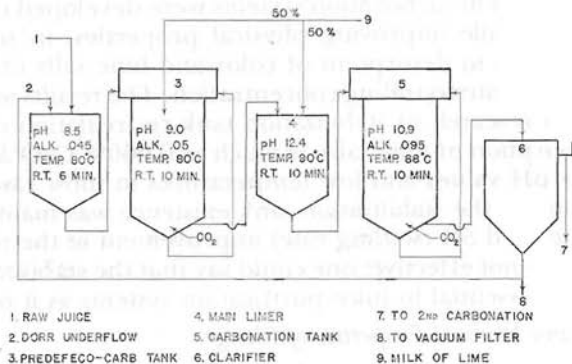 50 %
9
50%
1
2
3
4
5
6
pH 8.5
ALK. .045
TEMP. 80°C
R.T. 6 MIN.
pH 9.0
ALK. .05
TEMP. 80°C
R.T. 10 MIN.
pH 12.4
TEMP. 90°C
R.T. 10 MIN.
pH 10.9
ALK. .095
TEMP. 88°C
R.T. 10 MIN.
CO2
CO2
7
8
1. RAW JUICE
2. DORR UNDERFLOW
3. PREDEFECO-CARB TANK
4. MAIN LIMER
5. CARBONATION TANK
6. CLARIFIER
7. TO 2ND CARBONATION
8. TO VACUUM FILTER
9. MILK OF LIME